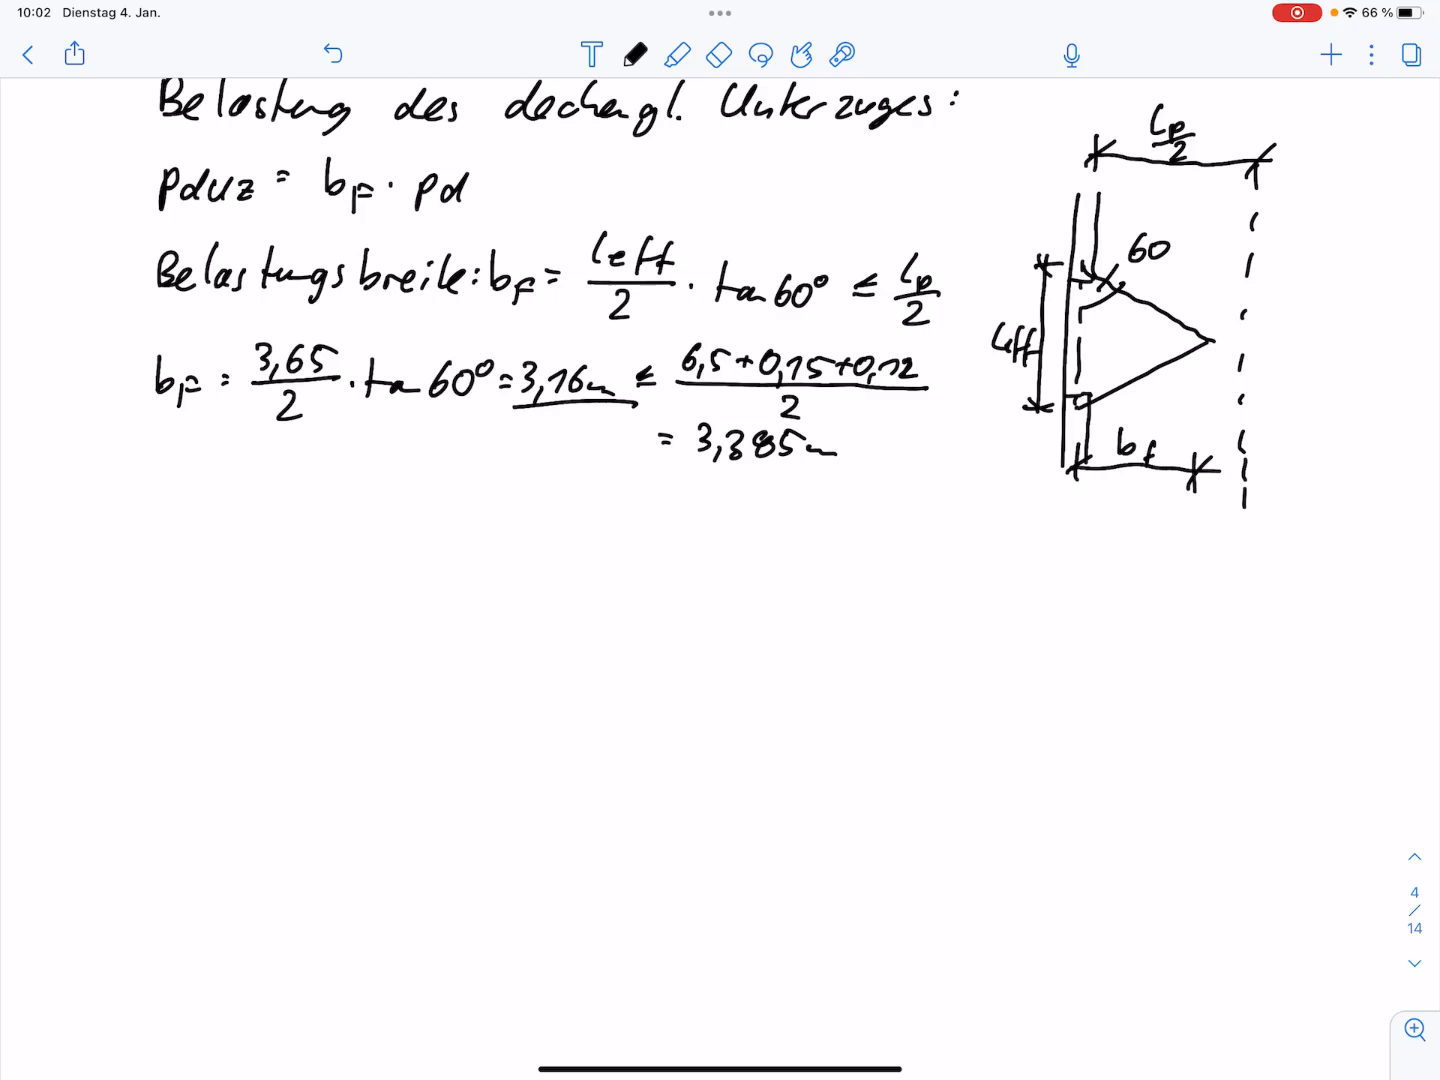 10:02 Dienstag 4. Jan.
66 %
Belastung des deckengl. Unterzuges:
pduz = bF · pd
Belastungsbreite: bF = leff/2 · tan 60° ≤ lp/2
bF = 3,65/2 · tan 60° = 3,16m ≤ (6,5 + 0,15 + 0,12)/2
= 3,385m
lp/2
60
leff
bf
4
/
14